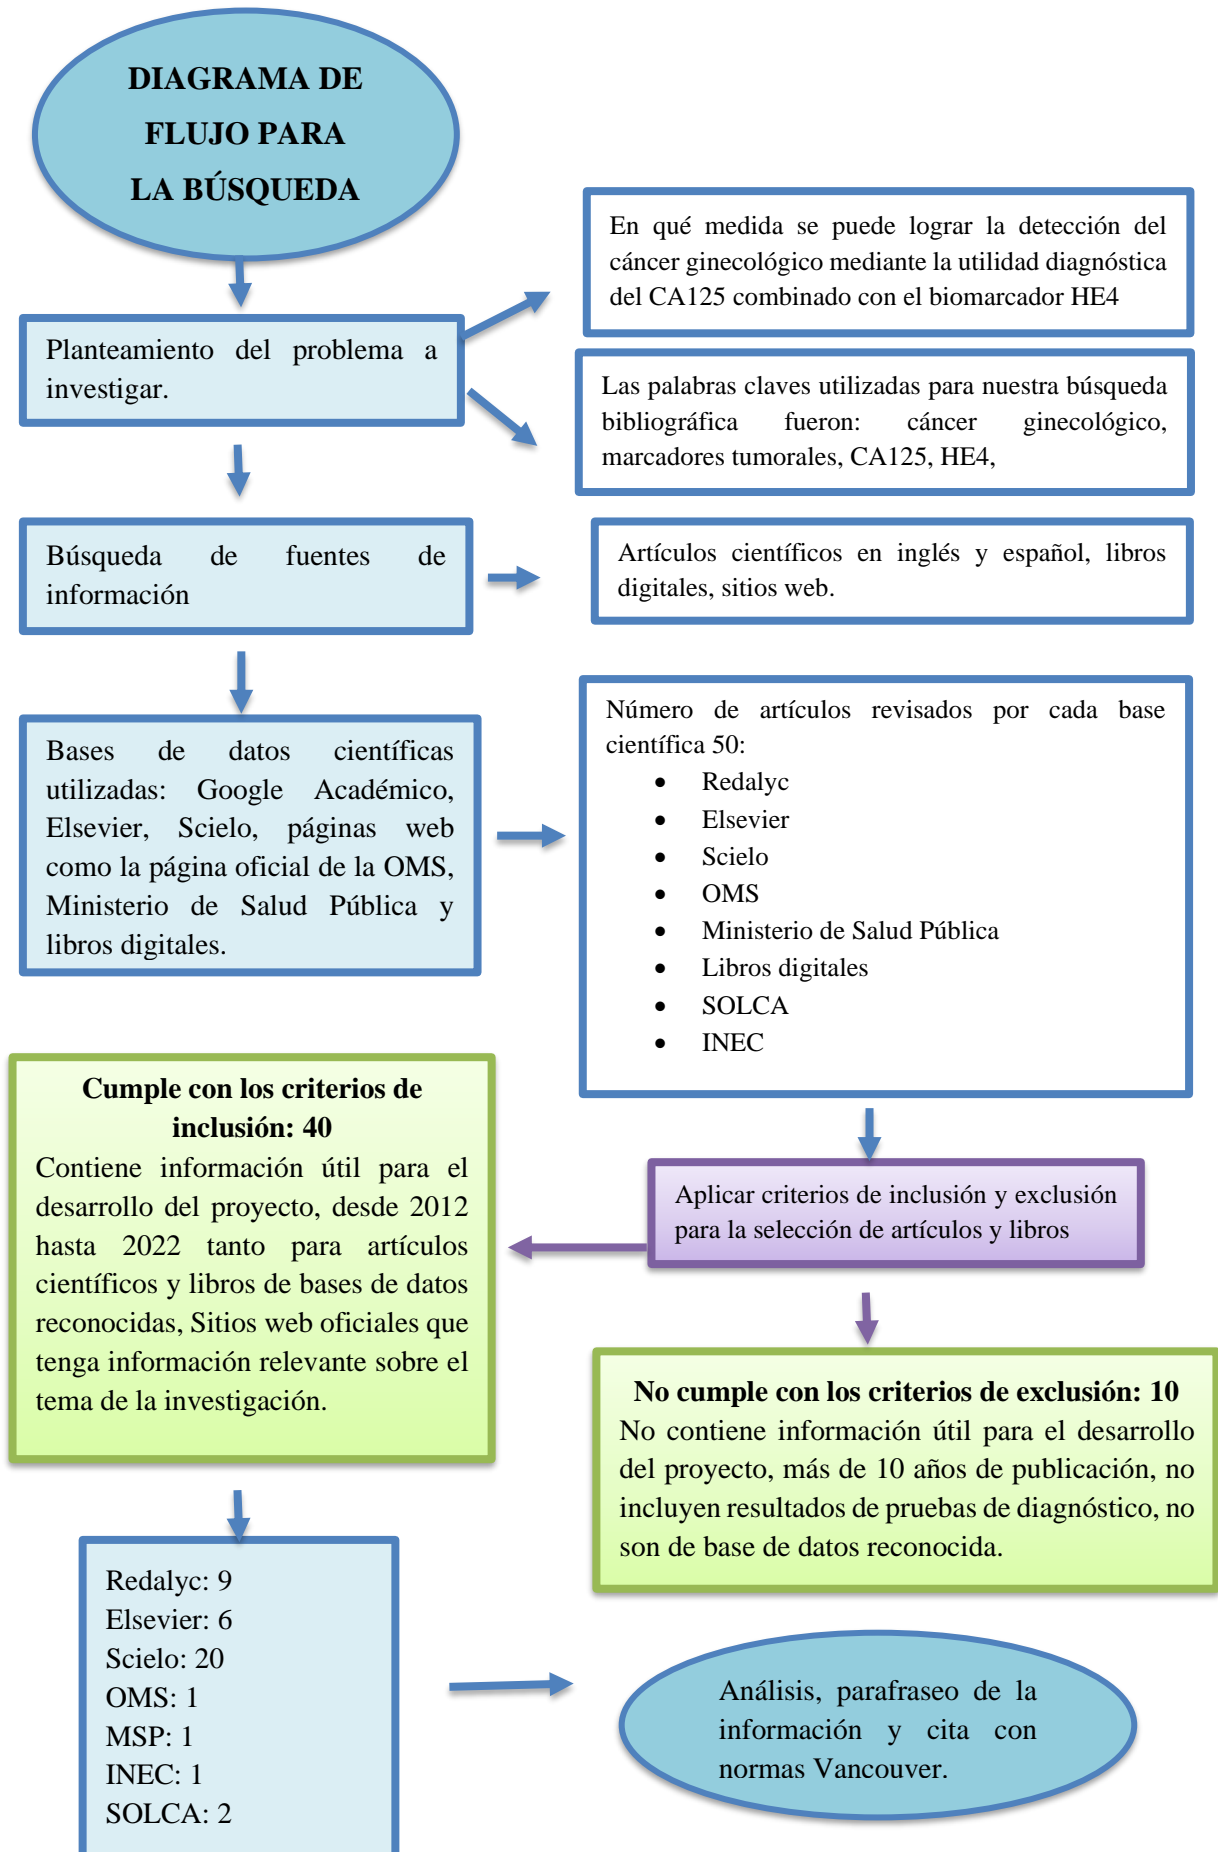 DIAGRAMA DE
FLUJO PARA
LA BÚSQUEDA
En qué medida se puede lograr la detección del
cáncer ginecológico mediante la utilidad diagnóstica
del CA125 combinado con el biomarcador HE4
Planteamiento del problema a
investigar.
Las palabras claves utilizadas para nuestra búsqueda
bibliográfica fueron: cáncer ginecológico,
marcadores tumorales, CA125, HE4,
Búsqueda de fuentes de
información
Artículos científicos en inglés y español, libros
digitales, sitios web.
Bases de datos científicas
utilizadas: Google Académico,
Elsevier, Scielo, páginas web
como la página oficial de la OMS,
Ministerio de Salud Pública y
libros digitales.
Número de artículos revisados por cada base
científica 50:
• Redalyc
• Elsevier
• Scielo
• OMS
• Ministerio de Salud Pública
• Libros digitales
• SOLCA
• INEC
Aplicar criterios de inclusión y exclusión
para la selección de artículos y libros
Cumple con los criterios de
inclusión: 40
Contiene información útil para el
desarrollo del proyecto, desde 2012
hasta 2022 tanto para artículos
científicos y libros de bases de datos
reconocidas, Sitios web oficiales que
tenga información relevante sobre el
tema de la investigación.
No cumple con los criterios de exclusión: 10
No contiene información útil para el desarrollo
del proyecto, más de 10 años de publicación, no
incluyen resultados de pruebas de diagnóstico, no
son de base de datos reconocida.
Redalyc: 9
Elsevier: 6
Scielo: 20
OMS: 1
MSP: 1
INEC: 1
SOLCA: 2
Análisis, parafraseo de la
información y cita con
normas Vancouver.